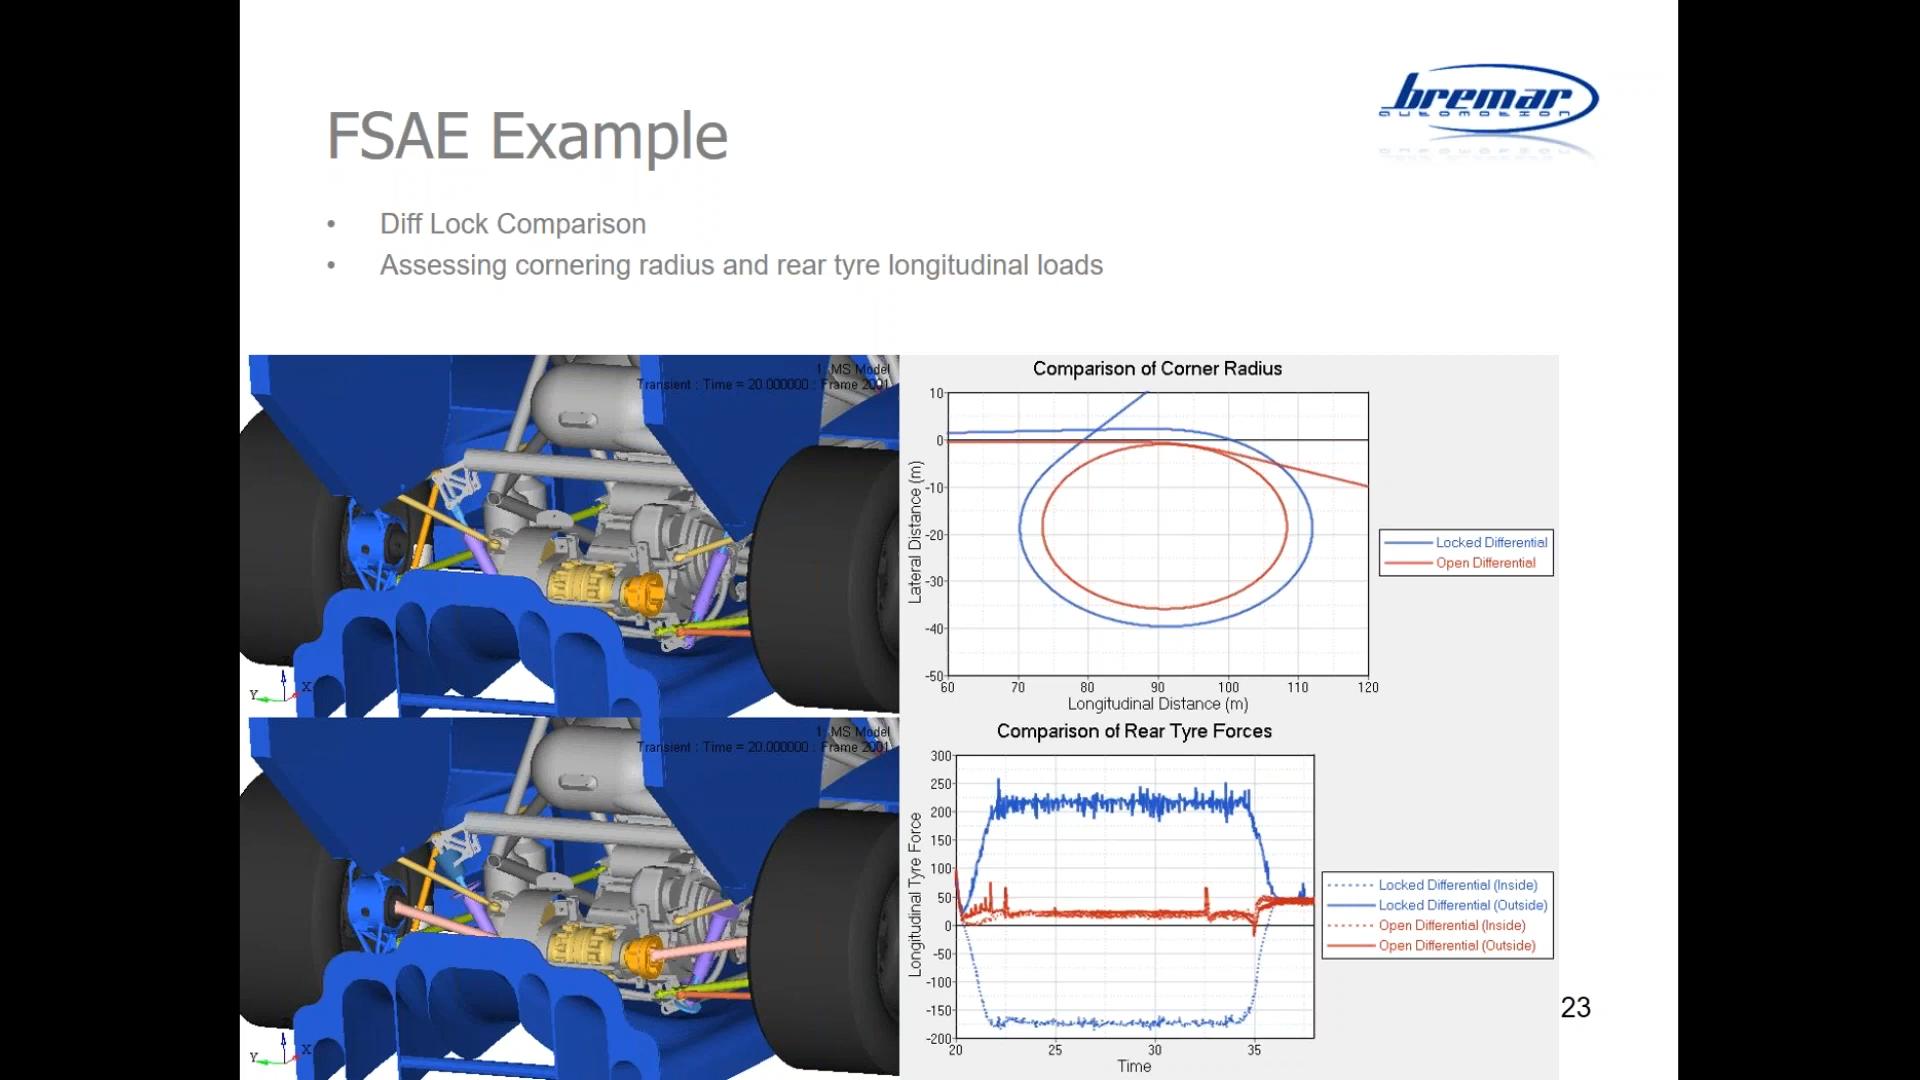 bremar
AUTOMOTION
FSAE Example
• Diff Lock Comparison
• Assessing cornering radius and rear tyre longitudinal loads
1: MS Model
Transient : Time = 20.000000 : Frame 2001
Comparison of Corner Radius
Lateral Distance (m)
10
0
-10
-20
-30
-40
-50
60 70 80 90 100 110 120
Longitudinal Distance (m)
Locked Differential
Open Differential
Y X
1: MS Model
Transient : Time = 20.000000 : Frame 2001
Comparison of Rear Tyre Forces
Longitudinal Tyre Force
300
250
200
150
100
50
0
-50
-100
-150
-200
20 25 30 35
Time
Locked Differential (Inside)
Locked Differential (Outside)
Open Differential (Inside)
Open Differential (Outside)
Y X
23